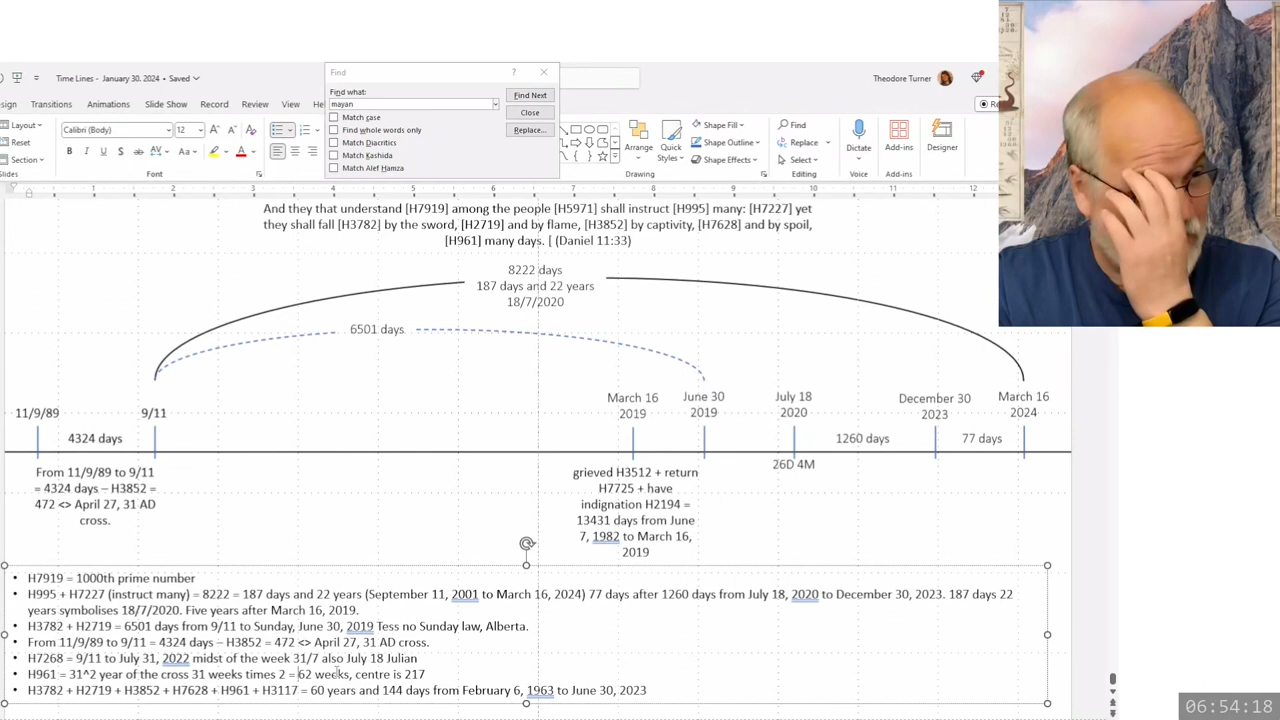 Time Lines - January 30. 2024 • Saved
Theodore Turner
Find
?
Find what:
mayan
Find Next
Close
Replace...
Match case
Find whole words only
Match Diacritics
Match Kashida
Match Alef Hamza
sign Transitions Animations Slide Show Record Review View He
Layout
Reset
Section
Calibri (Body) 12
B I U S ab AV Aa A
Font
Arrange
Quick Styles
Shape Fill
Shape Outline
Shape Effects
Drawing
Find
Replace
Select
Editing
Dictate
Voice
Add-ins
Add-ins
Designer
Designer
1 2 3 6 7 8 9 10 11 12
And they that understand [H7919] among the people [H5971] shall instruct [H995] many: [H7227] yet
they shall fall [H3782] by the sword, [H2719] and by flame, [H3852] by captivity, [H7628] and by spoil,
[H961] many days. [ (Daniel 11:33)
8222 days
187 days and 22 years
18/7/2020
6501 days
11/9/89
9/11
March 16
2019
June 30
2019
July 18
2020
December 30
2023
March 16
2024
4324 days
1260 days
77 days
26D 4M
From 11/9/89 to 9/11
= 4324 days – H3852 =
472 <> April 27, 31 AD
cross.
grieved H3512 + return
H7725 + have
indignation H2194 =
13431 days from June
7, 1982 to March 16,
2019
• H7919 = 1000th prime number
• H995 + H7227 (instruct many) = 8222 = 187 days and 22 years (September 11, 2001 to March 16, 2024) 77 days after 1260 days from July 18, 2020 to December 30, 2023. 187 days 22
years symbolises 18/7/2020. Five years after March 16, 2019.
• H3782 + H2719 = 6501 days from 9/11 to Sunday, June 30, 2019 Tess no Sunday law, Alberta.
• From 11/9/89 to 9/11 = 4324 days – H3852 = 472 <> April 27, 31 AD cross.
• H7268 = 9/11 to July 31, 2022 midst of the week 31/7 also July 18 Julian
• H961 = 31^2 year of the cross 31 weeks times 2 = 62 weeks, centre is 217
• H3782 + H2719 + H3852 + H7628 + H961 + H3117 = 60 years and 144 days from February 6, 1963 to June 30, 2023
06:54:18